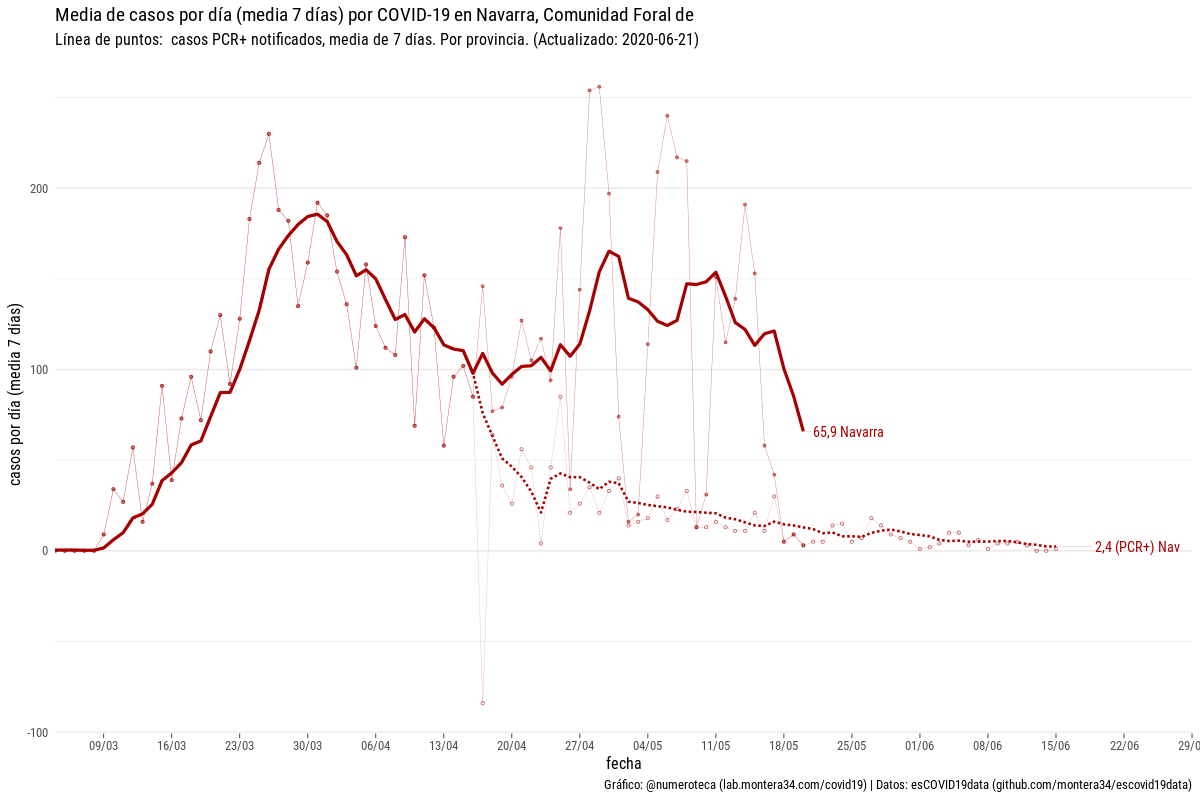 Media de casos por día (media 7 días) por COVID-19 en Navarra, Comunidad Foral de
Línea de puntos:  casos PCR+ notificados, media de 7 días. Por provincia. (Actualizado: 2020-06-21)
casos por día (media 7 días)
200
100
0
-100
65,9 Navarra
2,4 (PCR+) Nav
09/03 16/03 23/03 30/03 06/04 13/04 20/04 27/04 04/05 11/05 18/05 25/05 01/06 08/06 15/06 22/06 29/0
fecha
Gráfico: @numeroteca (lab.montera34.com/covid19) | Datos: esCOVID19data (github.com/montera34/escovid19data)